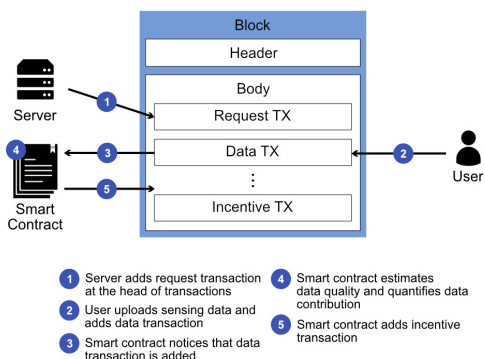 Block
Header
Body
Request TX
Data TX
⋮
Incentive TX
Server
1
4
3
5
2
User
Smart
Contract
1 Server adds request transaction
at the head of transactions
2 User uploads sensing data and
adds data transaction
3 Smart contract notices that data
transaction is added
4 Smart contract estimates
data quality and quantifies data
contribution
5 Smart contract adds incentive
transaction